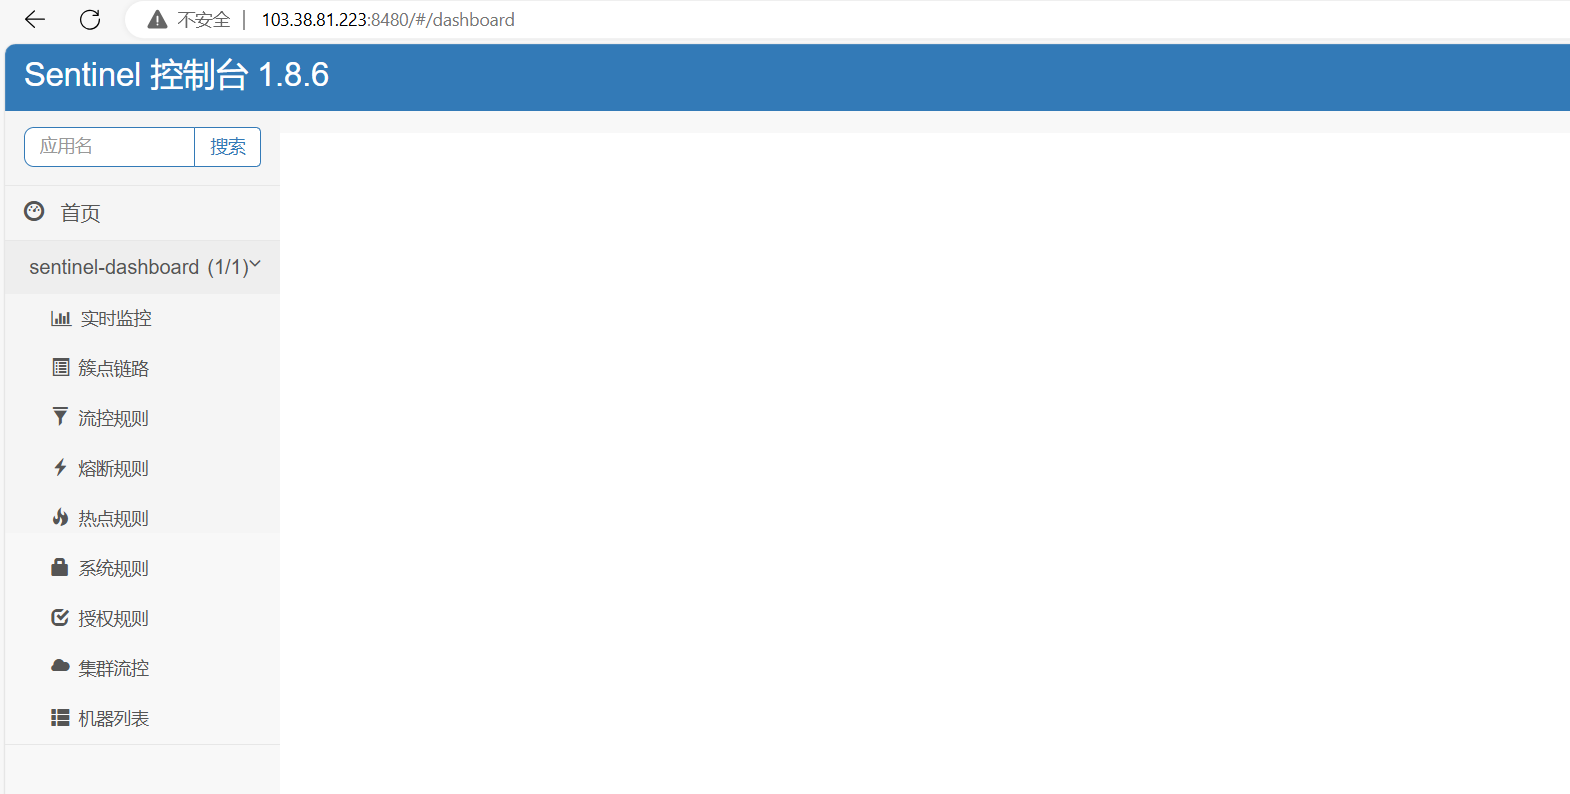 不安全 | 103.38.81.223:8480/#/dashboard
Sentinel 控制台 1.8.6
应用名 搜索
首页
sentinel-dashboard (1/1)
实时监控
簇点链路
流控规则
熔断规则
热点规则
系统规则
授权规则
集群流控
机器列表